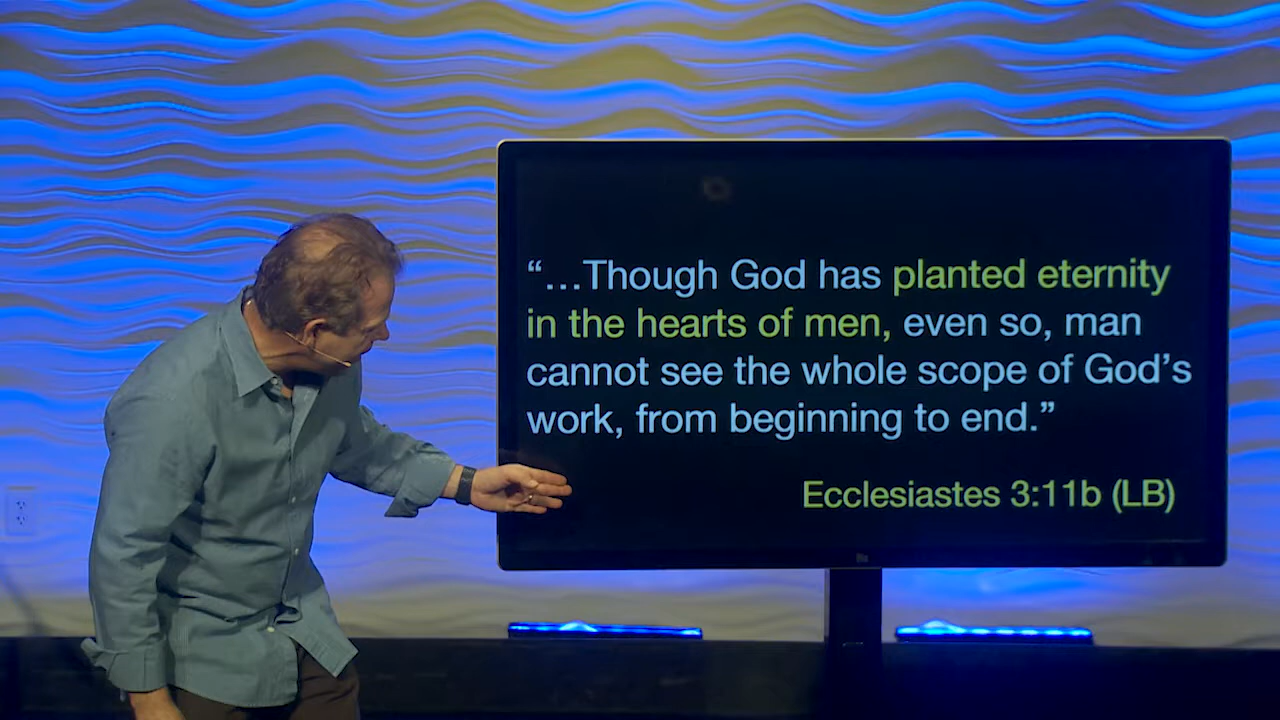 “…Though God has planted eternity
in the hearts of men, even so, man
cannot see the whole scope of God’s
work, from beginning to end.”
Ecclesiastes 3:11b (LB)